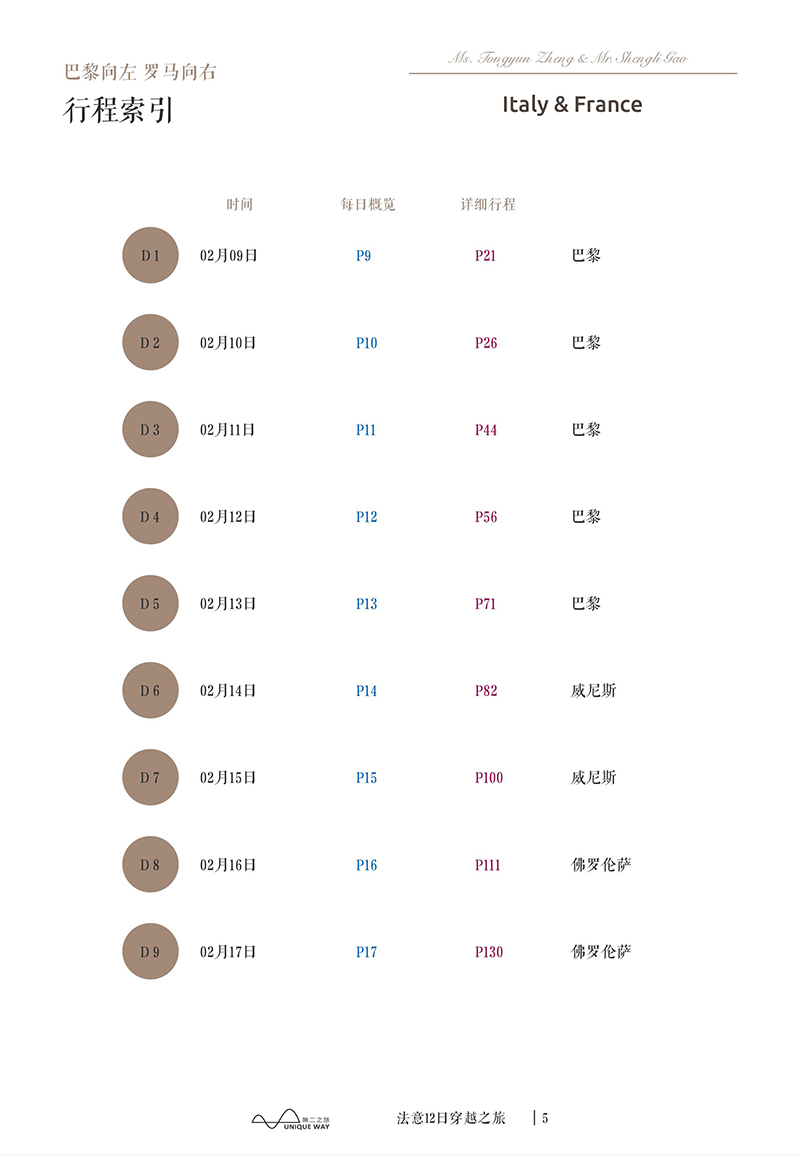 巴黎向左 罗马向右
Ms. Tongyun Zheng & Mr. Shengli Gao
行程索引
Italy & France
时间 每日概览 详细行程
D 1 02月09日 P9 P21 巴黎
D 2 02月10日 P10 P26 巴黎
D 3 02月11日 P11 P44 巴黎
D 4 02月12日 P12 P56 巴黎
D 5 02月13日 P13 P71 巴黎
D 6 02月14日 P14 P82 威尼斯
D 7 02月15日 P15 P100 威尼斯
D 8 02月16日 P16 P111 佛罗伦萨
D 9 02月17日 P17 P130 佛罗伦萨
無二之旅
UNIQUE WAY
法意12日穿越之旅 | 5